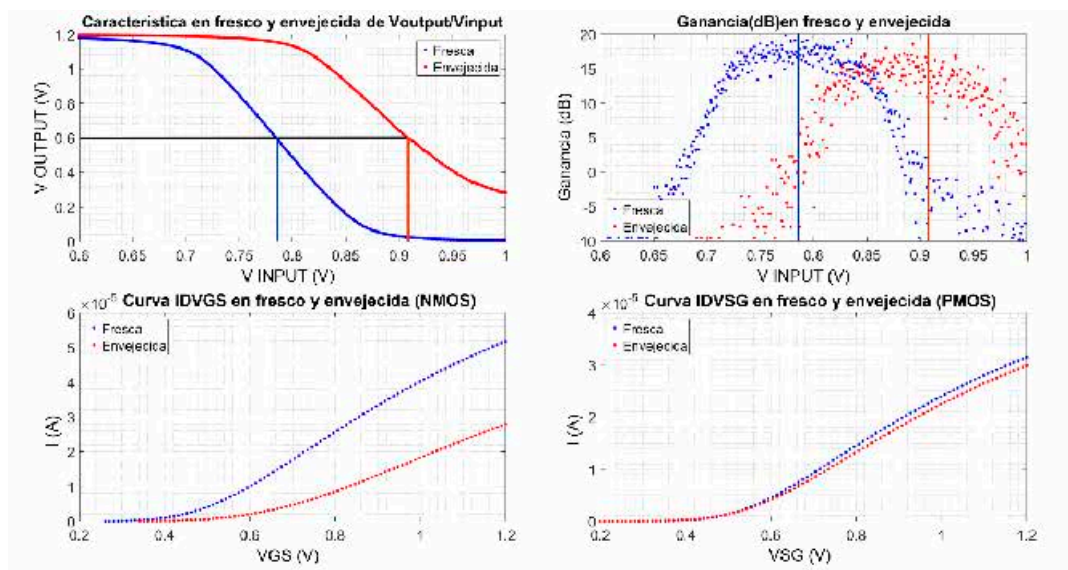 Caracteristica en fresco y envejecida de Voutput/Vinput
V OUTPUT (V)
1.2
1
0.8
0.6
0.4
0.2
0
Fresca
Envejecida
0.6 0.65 0.7 0.75 0.8 0.85 0.9 0.95 1
V INPUT (V)
Ganancia(dB)en fresco y envejecida
Ganancia (dB)
20
15
10
5
0
-5
-10
Fresca
Envejecida
0.6 0.65 0.7 0.75 0.8 0.85 0.9 0.95 1
V INPUT (V)
×10-5 Curva IDVGS en fresco y envejecida (NMOS)
I (A)
6
5
4
3
2
1
0
Fresca
Envejecida
0.2 0.4 0.6 0.8 1 1.2
VGS (V)
×10-5 Curva IDVSG en fresco y envejecida (PMOS)
I (A)
4
3
2
1
0
Fresca
Envejecida
0.2 0.4 0.6 0.8 1 1.2
VSG (V)